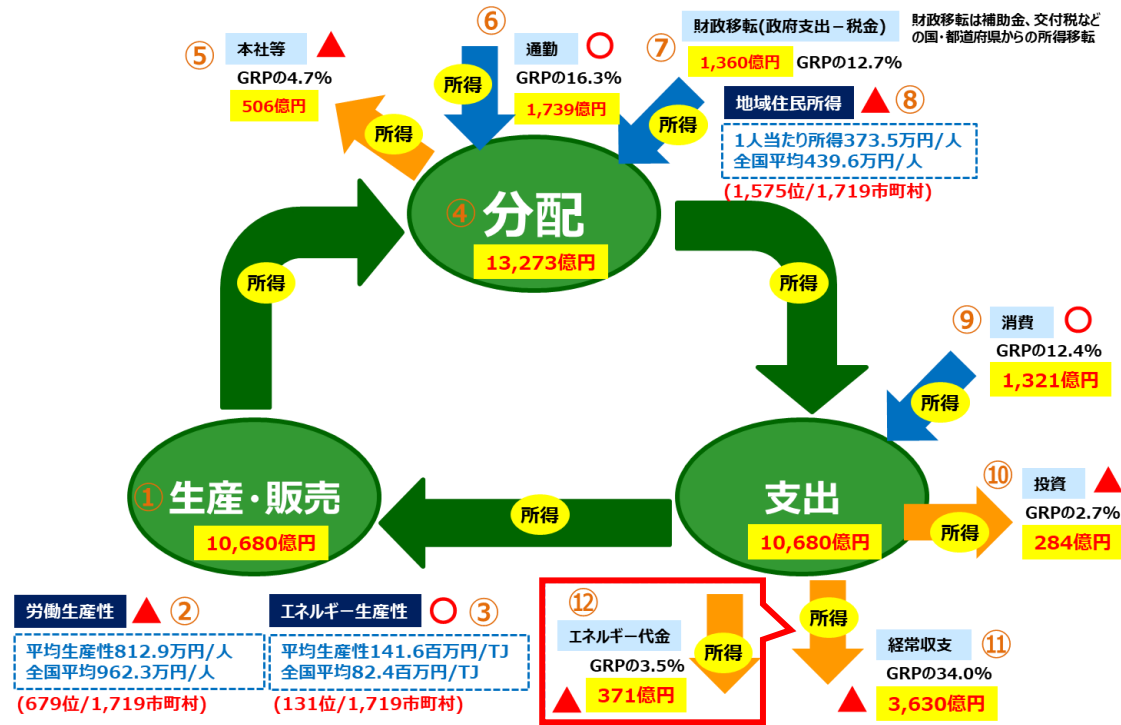 ⑤
本社等 ▲
GRPの4.7%
506億円
所得
⑥
通勤 〇
GRPの16.3%
1,739億円
所得
⑦
財政移転(政府支出－税金)
1,360億円 GRPの12.7%
所得
財政移転は補助金、交付税など
の国・都道府県からの所得移転
地域住民所得 ▲ ⑧
1人当たり所得373.5万円/人
全国平均439.6万円/人
(1,575位/1,719市町村)
④ 分配
13,273億円
所得
所得
⑨ 消費 〇
GRPの12.4%
1,321億円
所得
① 生産・販売
10,680億円
所得
支出
10,680億円
⑩
投資 ▲
GRPの2.7%
284億円
所得
労働生産性 ▲ ②
平均生産性812.9万円/人
全国平均962.3万円/人
(679位/1,719市町村)
エネルギー生産性 〇 ③
平均生産性141.6百万円/TJ
全国平均82.4百万円/TJ
(131位/1,719市町村)
⑫
エネルギー代金
GRPの3.5%
▲ 371億円
所得
所得
経常収支 ⑪
GRPの34.0%
▲ 3,630億円